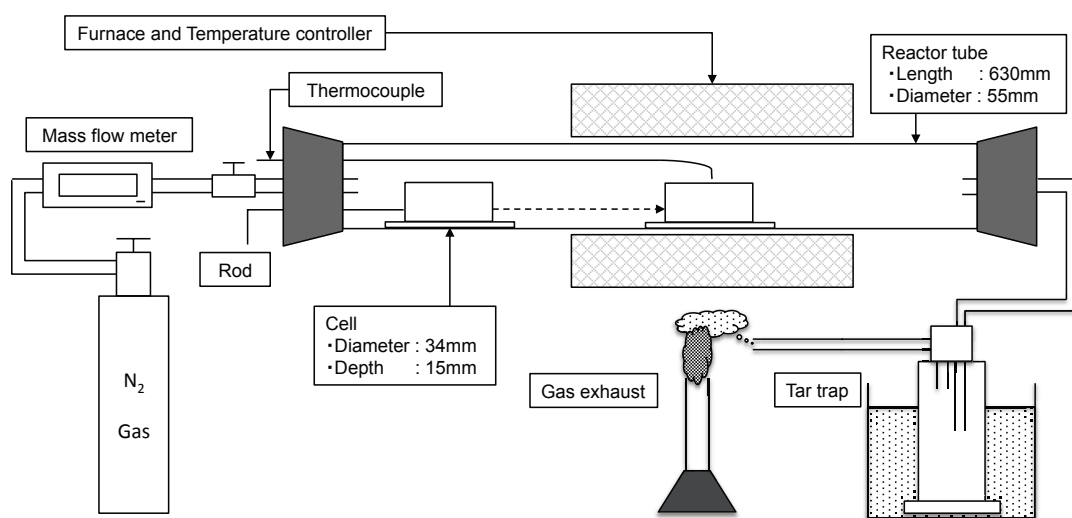 Furnace and Temperature controller
Thermocouple
Mass flow meter
Reactor tube
・Length : 630mm
・Diameter : 55mm
Rod
Cell
・Diameter : 34mm
・Depth : 15mm
N2
Gas
Gas exhaust
Tar trap